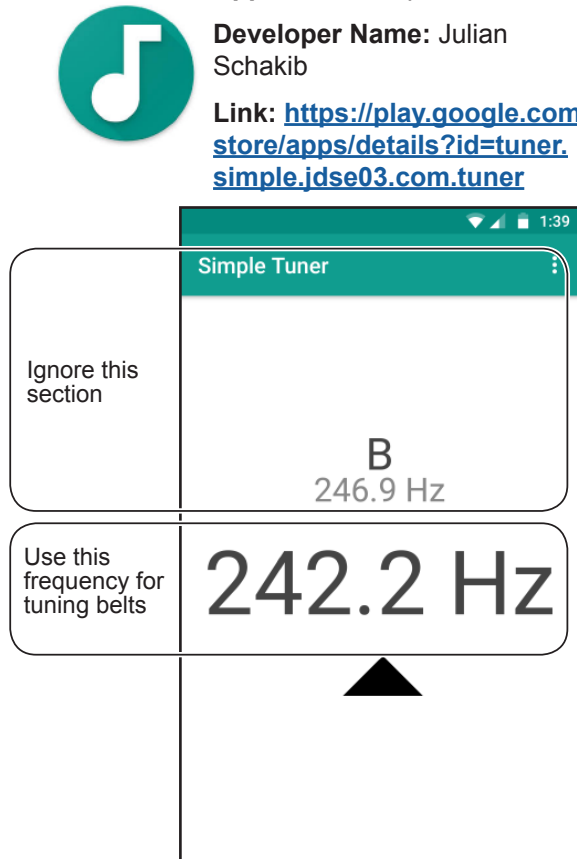 Developer Name: Julian
Schakib
Link: https://play.google.com
store/apps/details?id=tuner.
simple.jdse03.com.tuner
1:39
Simple Tuner
Ignore this
section
B
246.9 Hz
Use this
frequency for
tuning belts
242.2 Hz